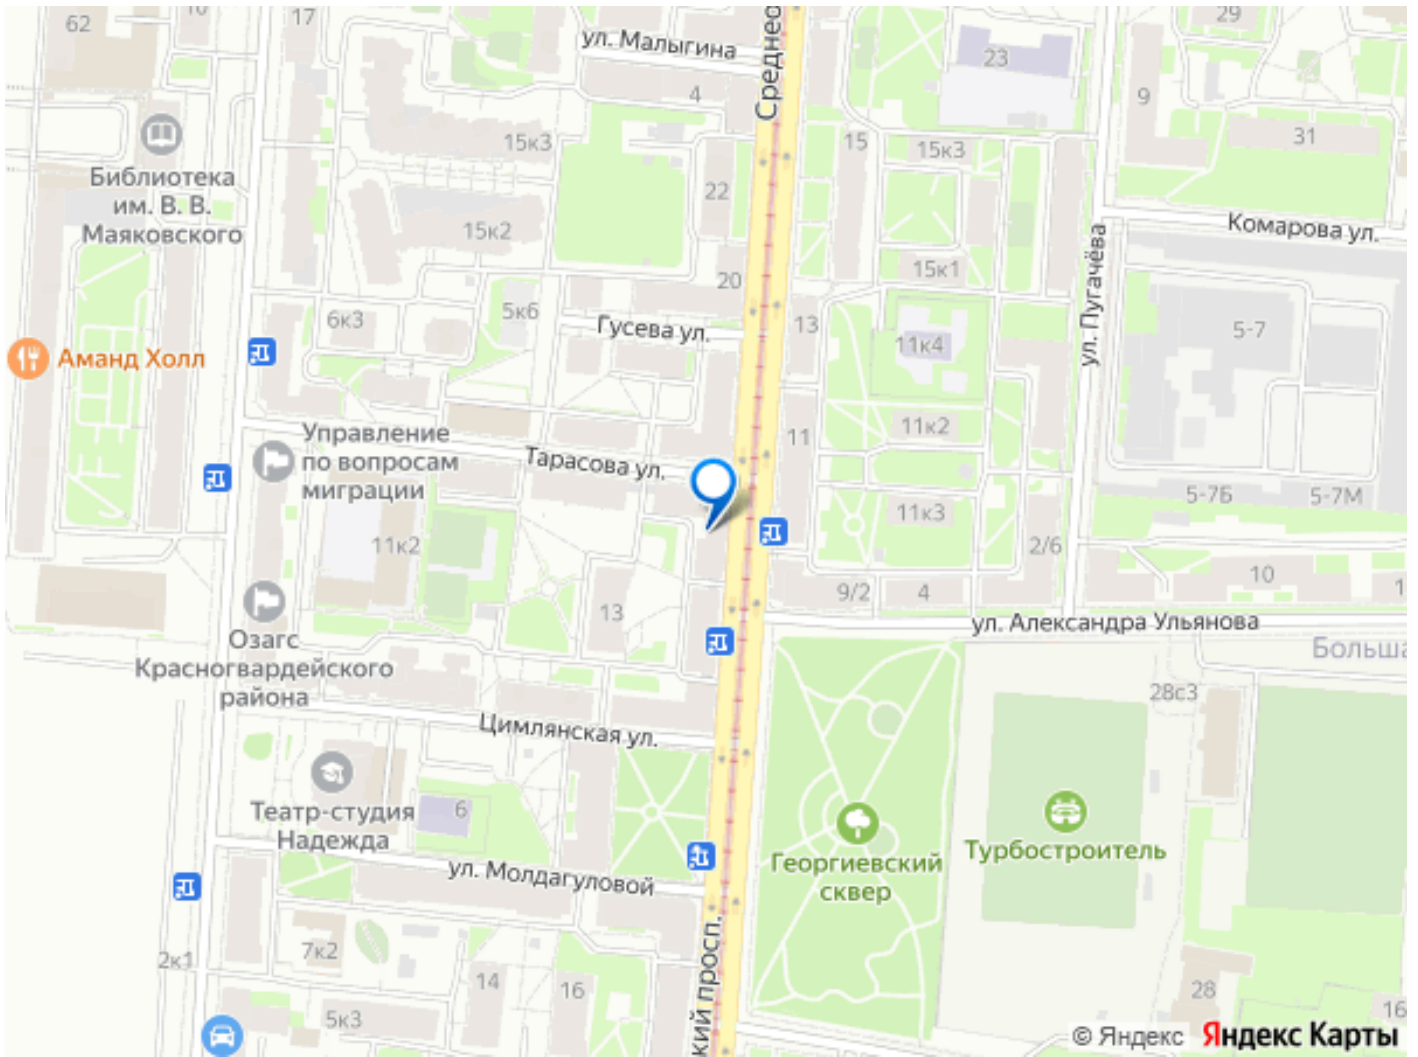 62
17
ул. Малыгина
Среднео
29
23
4
9
31
15к3
15
15к3
Библиотека
им. В. В.
Маяковского
22
15к2
Комарова ул.
15к1
20
ул. Пугачёва
6к3
5к6
Гусева ул.
13
11к4
5-7
Аманд Холл
Управление
по вопросам
миграции
Тарасова ул.
11
11к2
5-7Б
5-7М
11к3
11к2
2/6
13
9/2
4
10
1
ул. Александра Ульянова
Озагс
Красногвардейского
района
Больша
28с3
Цимлянская ул.
Театр-студия
Надежда
6
Георгиевский
сквер
Турбостроитель
ул. Молдагуловой
7к2
2к1
14
16
кий просп.
28
16
5к3
© Яндекс Яндекс Карты